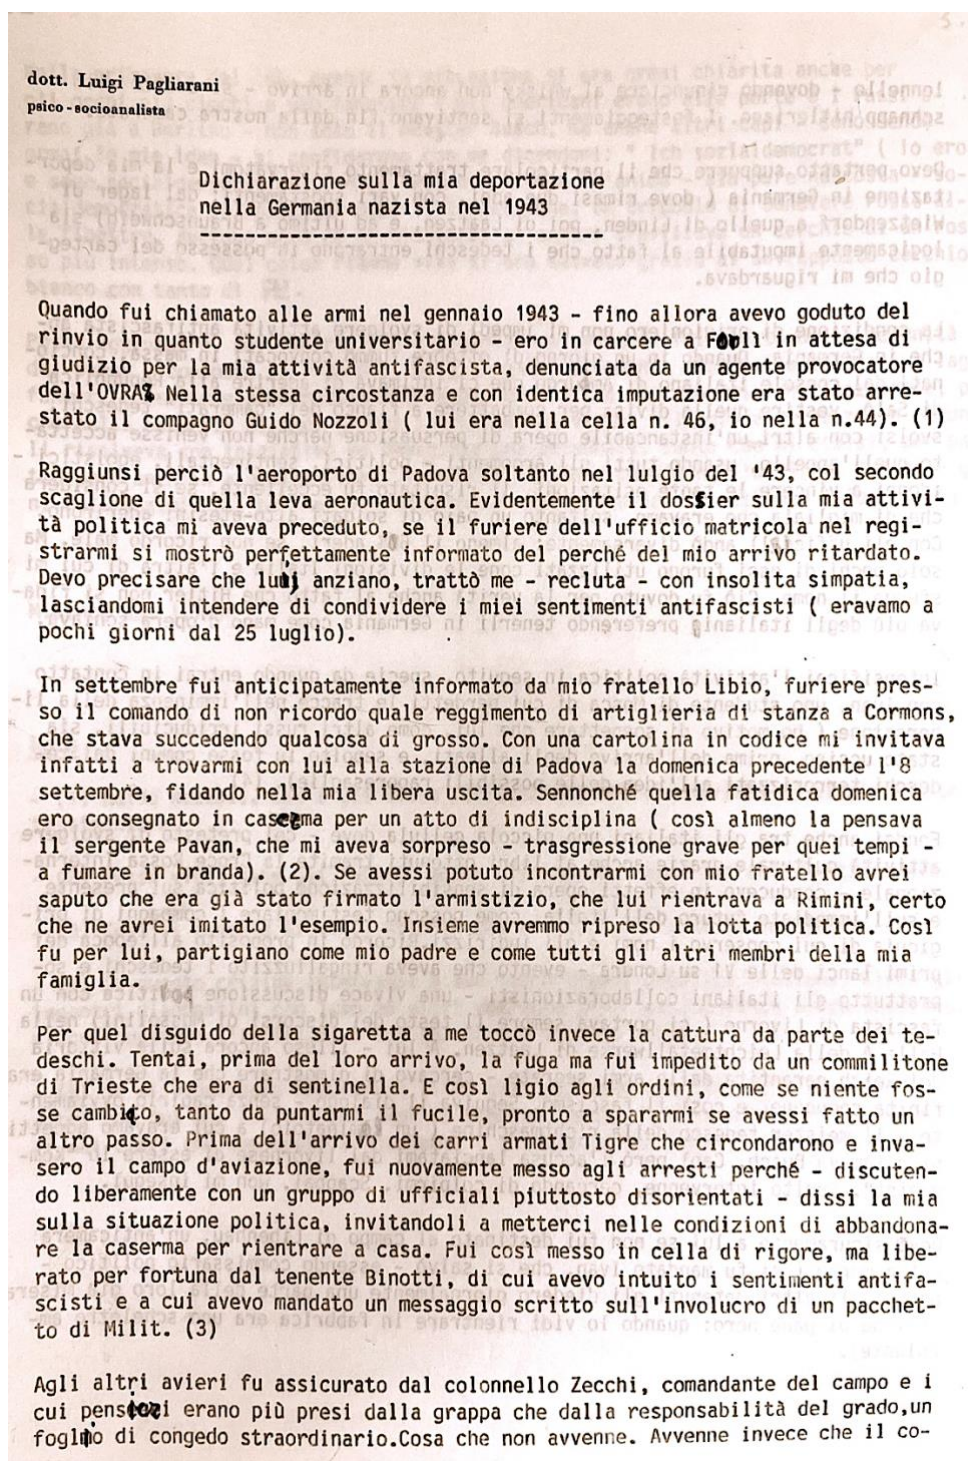 dott. Luigi Pagliarani
psico-socioanalista
Dichiarazione sulla mia deportazione
nella Germania nazista nel 1943
------------------------------------
Quando fui chiamato alle armi nel gennaio 1943 - fino allora avevo goduto del
rinvio in quanto studente universitario - ero in carcere a Forlì in attesa di
giudizio per la mia attività antifascista, denunciata da un agente provocatore
dell'OVRA. Nella stessa circostanza e con identica imputazione era stato arre-
stato il compagno Guido Nozzoli ( lui era nella cella n. 46, io nella n.44). (1)
Raggiunsi perciò l'aeroporto di Padova soltanto nel lulgio del '43, col secondo
scaglione di quella leva aeronautica. Evidentemente il dossier sulla mia attivi-
tà politica mi aveva preceduto, se il furiere dell'ufficio matricola nel regi-
strarmi si mostrò perfettamente informato del perché del mio arrivo ritardato.
Devo precisare che lui, anziano, trattò me - recluta - con insolita simpatia,
lasciandomi intendere di condividere i miei sentimenti antifascisti ( eravamo a
pochi giorni dal 25 luglio).
In settembre fui anticipatamente informato da mio fratello Libio, furiere pres-
so il comando di non ricordo quale reggimento di artiglieria di stanza a Cormons,
che stava succedendo qualcosa di grosso. Con una cartolina in codice mi invitava
infatti a trovarmi con lui alla stazione di Padova la domenica precedente l'8
settembre, fidando nella mia libera uscita. Sennonché quella fatidica domenica
ero consegnato in caserma per un atto di indisciplina ( così almeno la pensava
il sergente Pavan, che mi aveva sorpreso - trasgressione grave per quei tempi -
a fumare in branda). (2). Se avessi potuto incontrarmi con mio fratello avrei
saputo che era già stato firmato l'armistizio, che lui rientrava a Rimini, certo
che ne avrei imitato l'esempio. Insieme avremmo ripreso la lotta politica. Così
fu per lui, partigiano come mio padre e come tutti gli altri membri della mia
famiglia.
Per quel disguido della sigaretta a me toccò invece la cattura da parte dei te-
deschi. Tentai, prima del loro arrivo, la fuga ma fui impedito da un commilitone
di Trieste che era di sentinella. E così ligio agli ordini, come se niente fos-
se cambiato, tanto da puntarmi il fucile, pronto a spararmi se avessi fatto un
altro passo. Prima dell'arrivo dei carri armati Tigre che circondarono e inva-
sero il campo d'aviazione, fui nuovamente messo agli arresti perché - discuten-
do liberamente con un gruppo di ufficiali piuttosto disorientati - dissi la mia
sulla situazione politica, invitandoli a metterci nelle condizioni di abbandona-
re la caserma per rientrare a casa. Fui così messo in cella di rigore, ma libe-
rato per fortuna dal tenente Binotti, di cui avevo intuito i sentimenti antifa-
scisti e a cui avevo mandato un messaggio scritto sull'involucro di un pacchet-
to di Milit. (3)
Agli altri avieri fu assicurato dal colonnello Zecchi, comandante del campo e i
cui pensieri erano più presi dalla grappa che dalla responsabilità del grado,un
foglio di congedo straordinario.Cosa che non avvenne. Avvenne invece che il co-